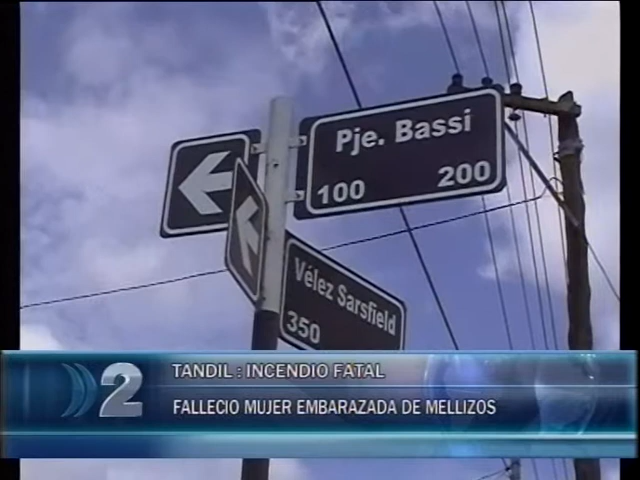 Pje. Bassi
100 200
Vélez Sarsfield
350
2
TANDIL : INCENDIO FATAL
FALLECIO MUJER EMBARAZADA DE MELLIZOS